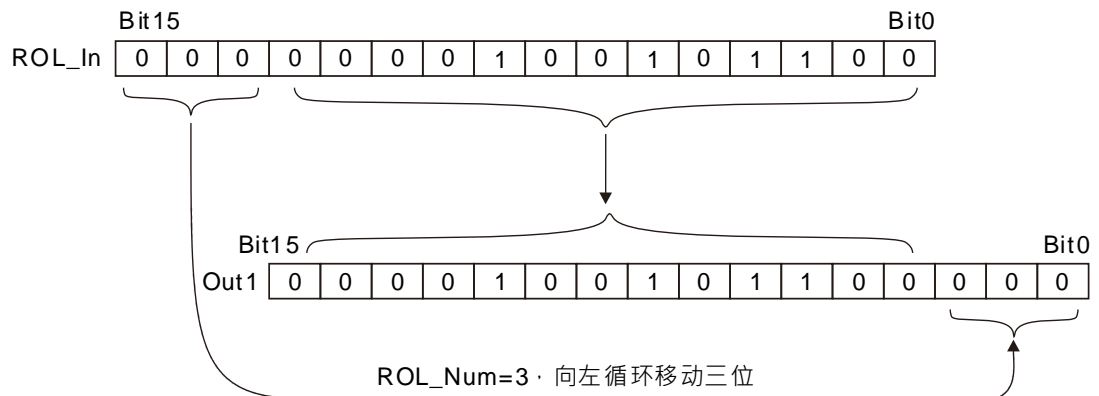 Bit15 Bit0
ROL_In 0 0 0 0 0 0 0 1 0 0 1 0 1 1 0 0
Bit15 Bit0
Out1 0 0 0 0 1 0 0 1 0 1 1 0 0 0 0 0
ROL_Num=3，向左循环移动三位